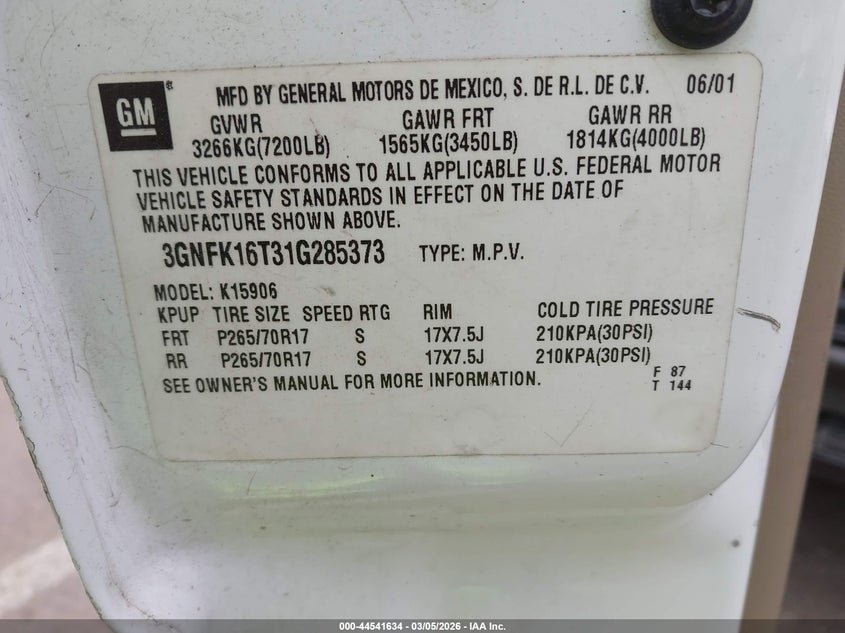 GM ® MFD BY GENERAL MOTORS DE MEXICO, S. DE R.L. DE C.V. 06/01
GVWR GAWR FRT GAWR RR
3266KG(7200LB) 1565KG(3450LB) 1814KG(4000LB)
THIS VEHICLE CONFORMS TO ALL APPLICABLE U.S. FEDERAL MOTOR
VEHICLE SAFETY STANDARDS IN EFFECT ON THE DATE OF
MANUFACTURE SHOWN ABOVE.
3GNFK16T31G285373 TYPE: M.P.V.
MODEL: K15906
KPUP TIRE SIZE SPEED RTG RIM COLD TIRE PRESSURE
FRT P265/70R17 S 17X7.5J 210KPA(30PSI)
RR P265/70R17 S 17X7.5J 210KPA(30PSI)
SEE OWNER'S MANUAL FOR MORE INFORMATION. F 87
T 144
000-44541634 - 03/05/2026 - IAA Inc.